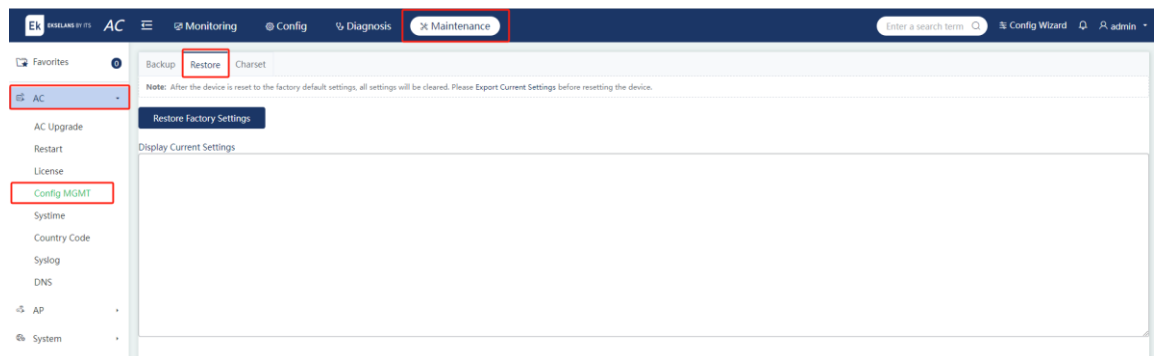 Ek EKSELANS BY ITS AC Monitoring Config Diagnosis Maintenance Enter a search term Config Wizard admin
Favorites 0
AC
AC Upgrade
Restart
License
Config MGMT
Systime
Country Code
Syslog
DNS
AP
System
Backup Restore Charset
Note: After the device is reset to the factory default settings, all settings will be cleared. Please Export Current Settings before resetting the device.
Restore Factory Settings
Display Current Settings